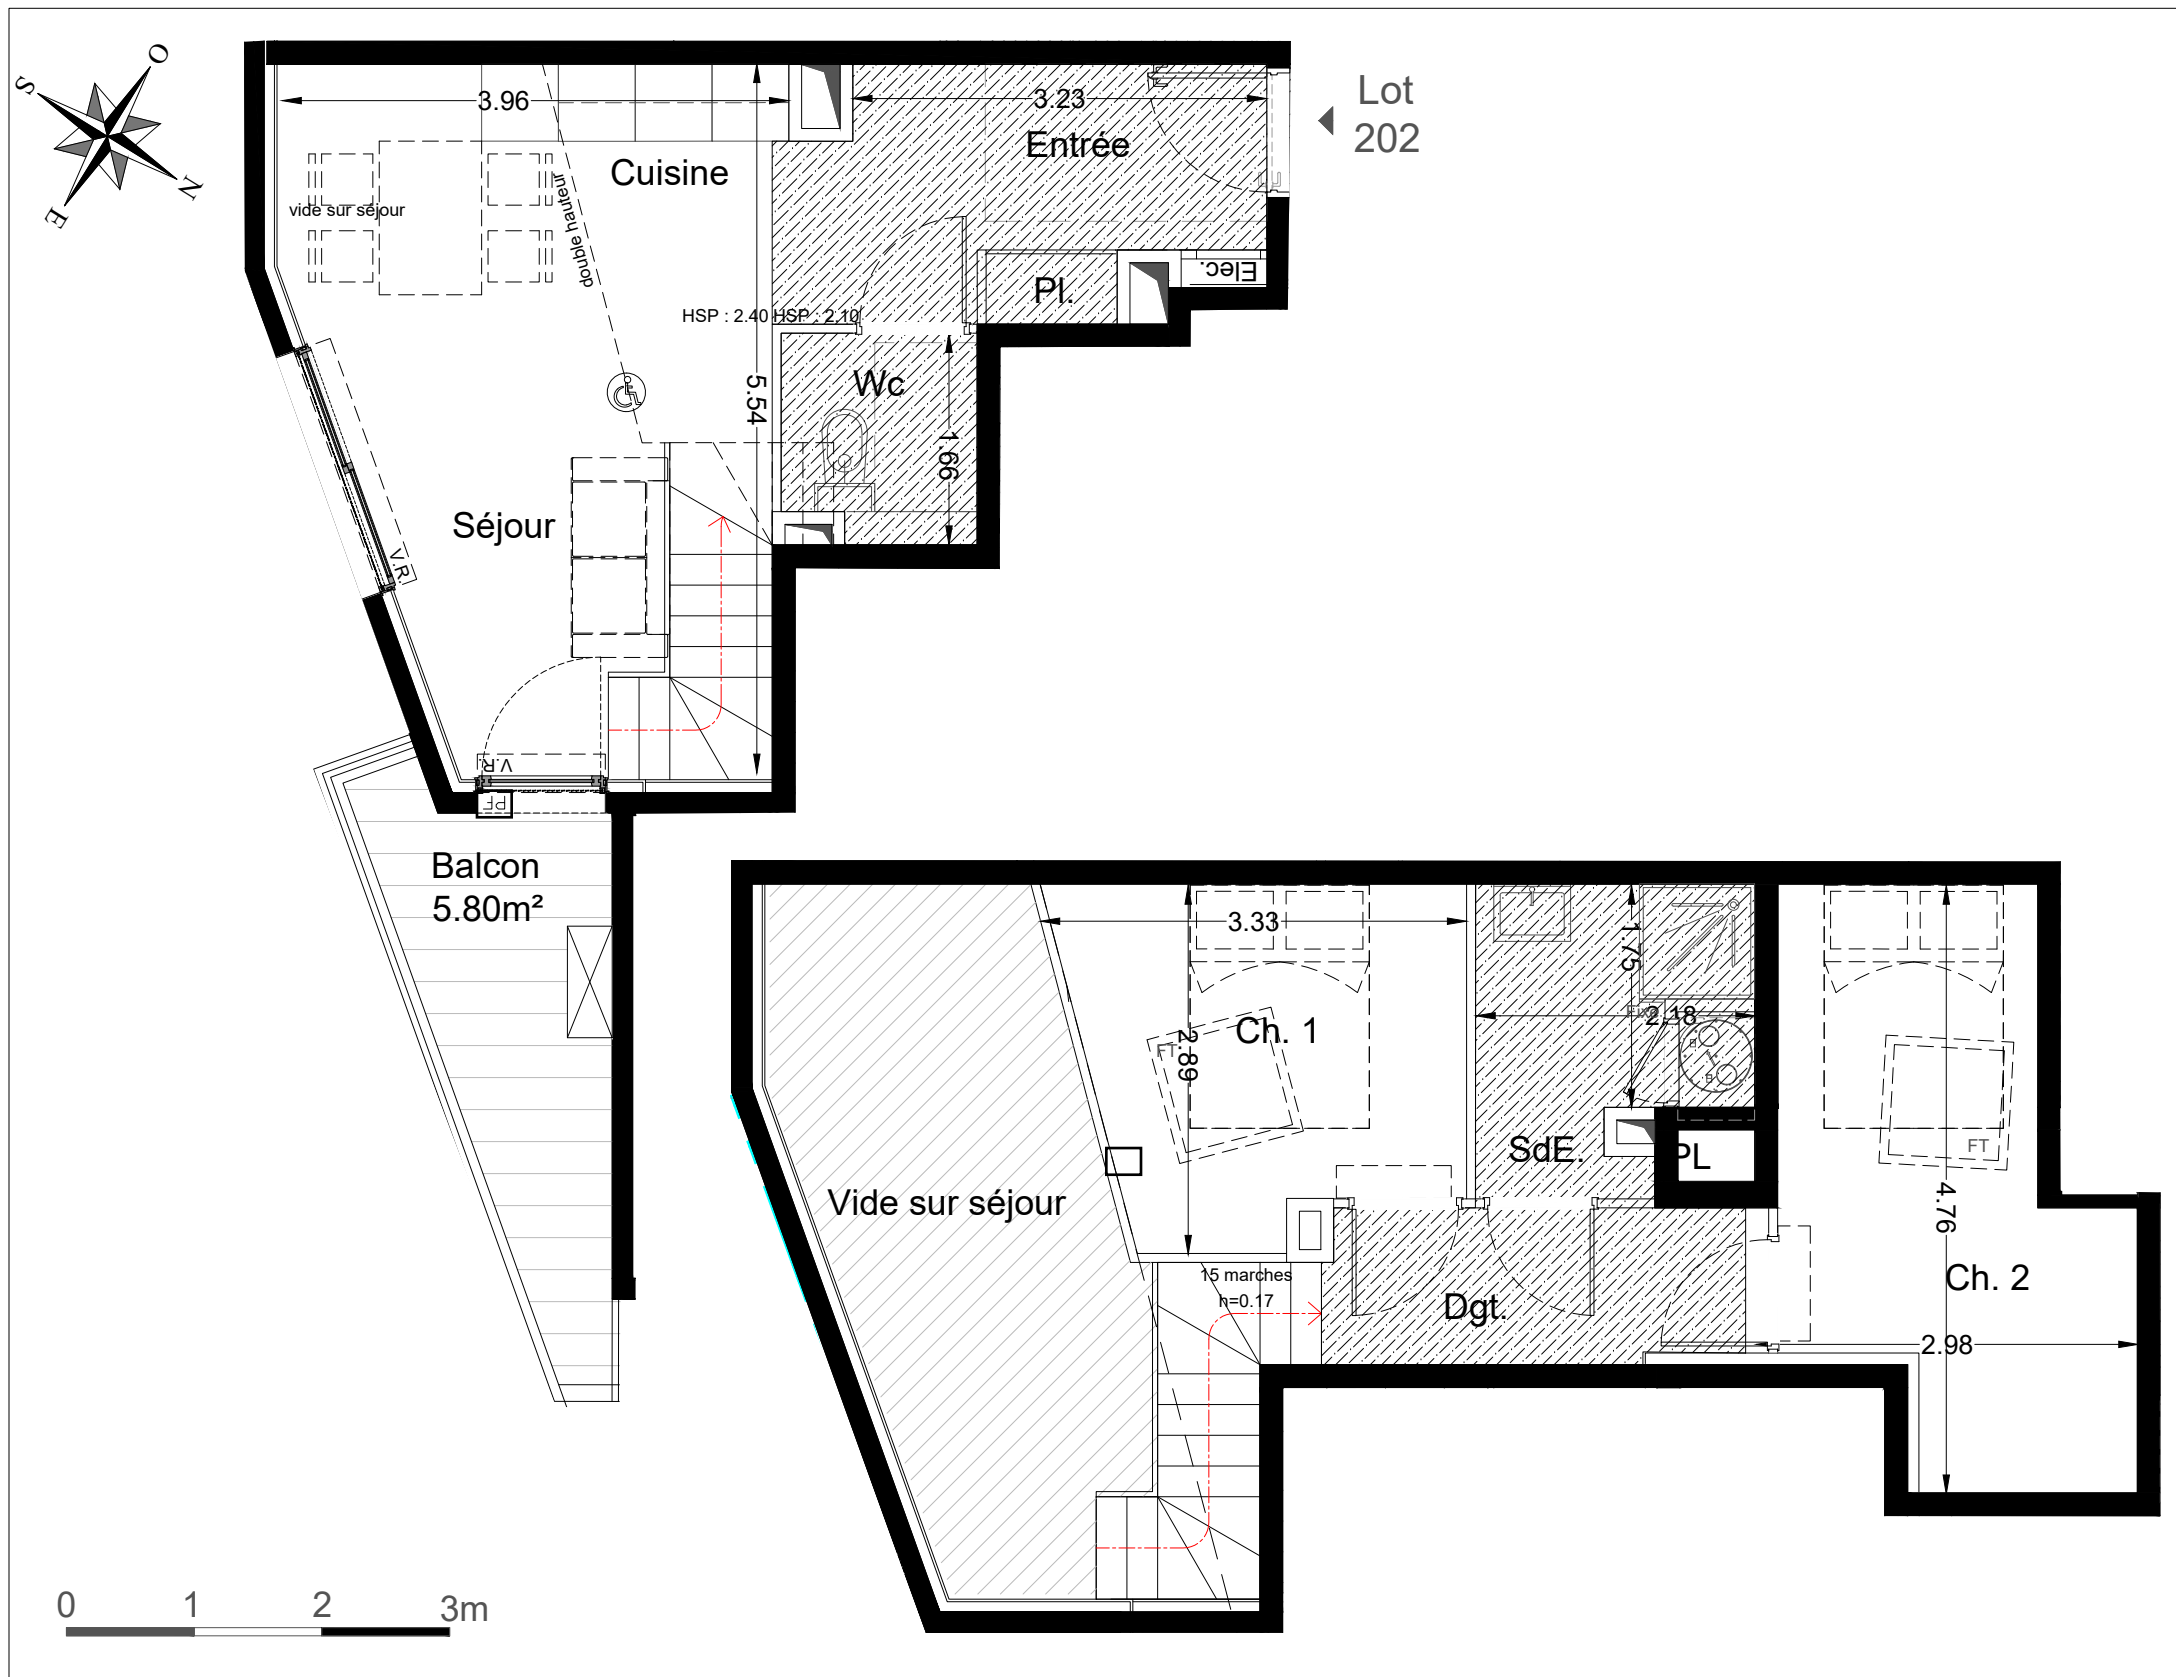 O
S
N
E
3.96
3.23
Lot
202
Entrée
Cuisine
vide sur séjour
double hauteur
Elec.
Pl.
HSP : 2.40 HSP : 2.10
5.54
Wc
1.66
Séjour
V.R.
V.R.
PF
Balcon
5.80m²
3.33
1.75
2.18
Ch. 1
FT
2.89
SdE.
PL
FT
4.76
Vide sur séjour
15 marches
h=0.17
Dgt.
Ch. 2
2.98
0
1
2
3m